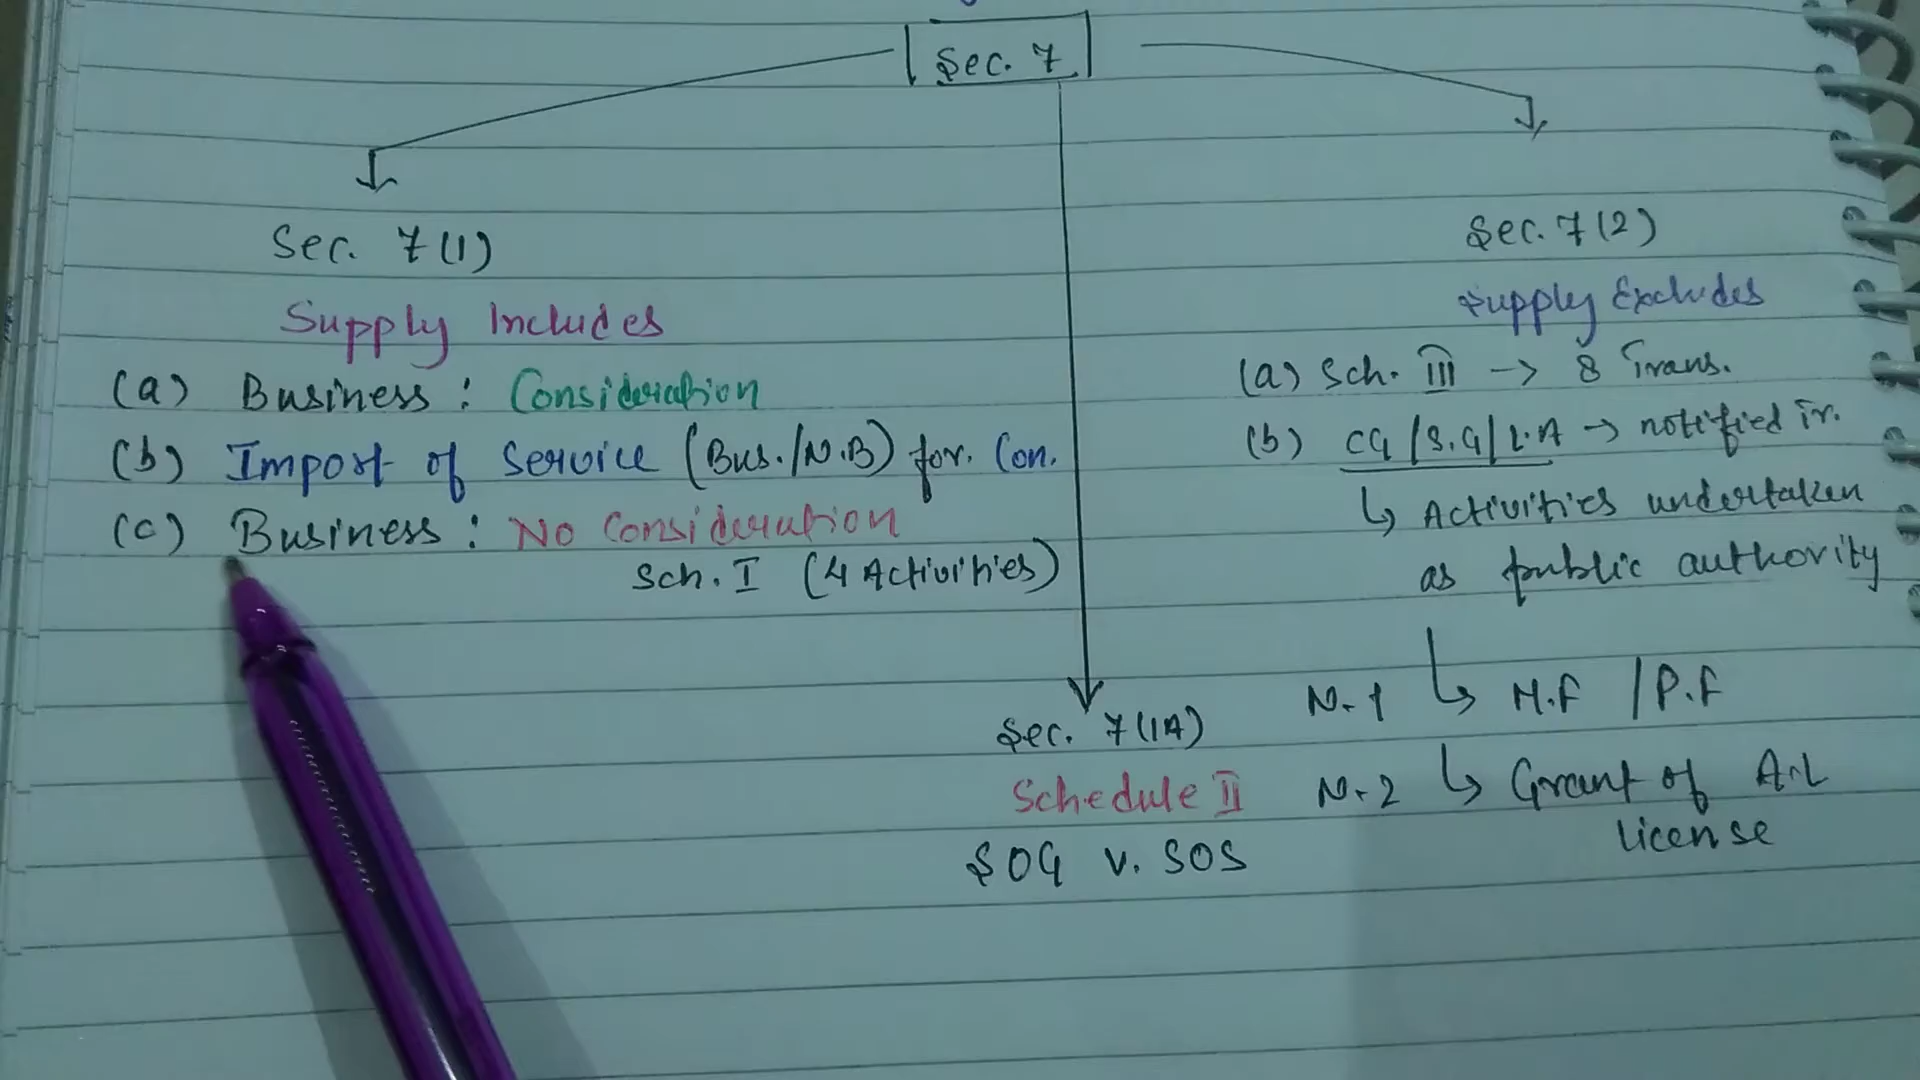 Sec. 7
Sec. 7(1)
Supply Includes
(a) Business : Consideration
(b) Import of Service (Bus./N.B) for. Con.
(c) Business : No Consideration
Sch. I (4 Activities)
Sec. 7(1A)
Schedule II
SOG v. SOS
Sec. 7(2)
Supply Excludes
(a) Sch. III -> 8 Trans.
(b) CG/S.G/L.A -> notified Tr.
↳ Activities undertaken
as public authority
N-1 ↳ M.F / P.F
N-2 ↳ Grant of A.L
license